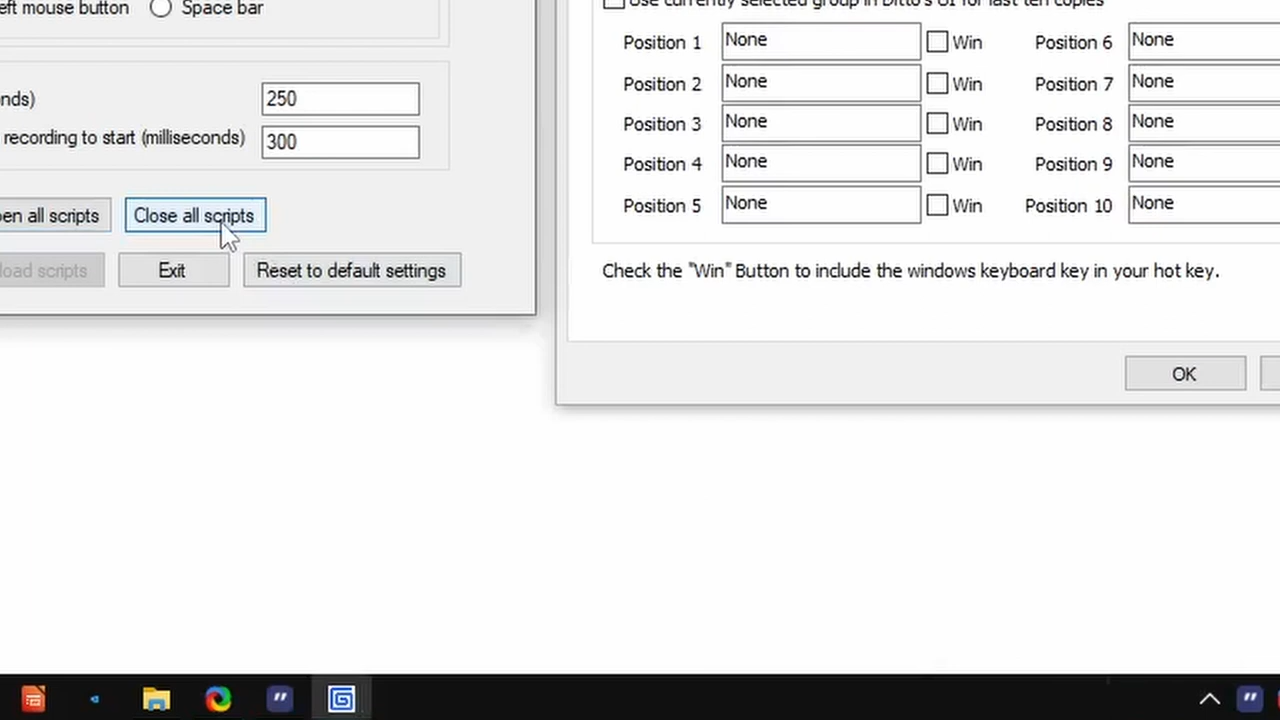 eft mouse button Space bar
nds) 250
recording to start (milliseconds) 300
en all scripts Close all scripts
load scripts Exit Reset to default settings
Use currently selected group in Ditto's UI for last ten copies
Position 1 None Win Position 6 None
Position 2 None Win Position 7 None
Position 3 None Win Position 8 None
Position 4 None Win Position 9 None
Position 5 None Win Position 10 None
Check the "Win" Button to include the windows keyboard key in your hot key.
OK